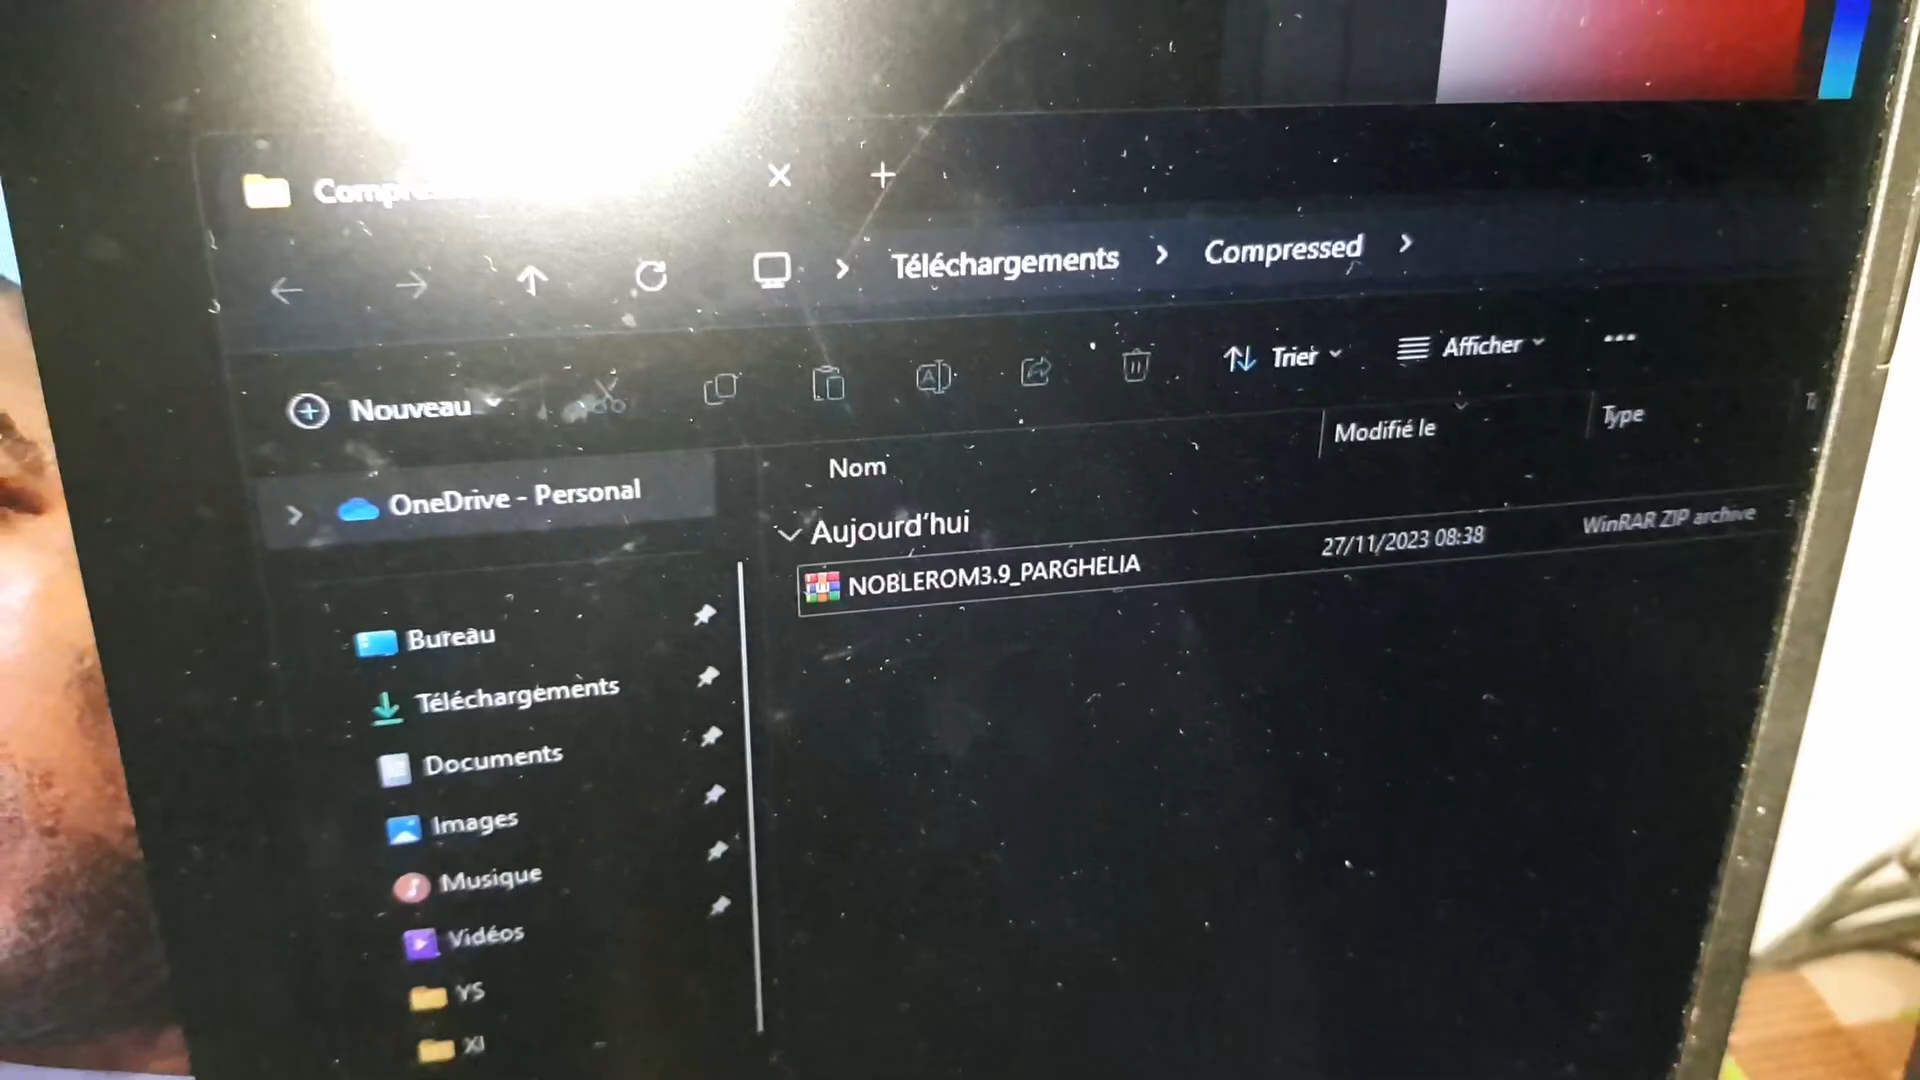 Téléchargements > Compressed >
Nouveau
Trier
Afficher
Nom
Modifié le
Type
OneDrive - Personal
Aujourd'hui
NOBLEROM3.9_PARGHELIA
27/11/2023 08:38
WinRAR ZIP archive
Bureau
Téléchargements
Documents
Images
Musique
Vidéos
YS